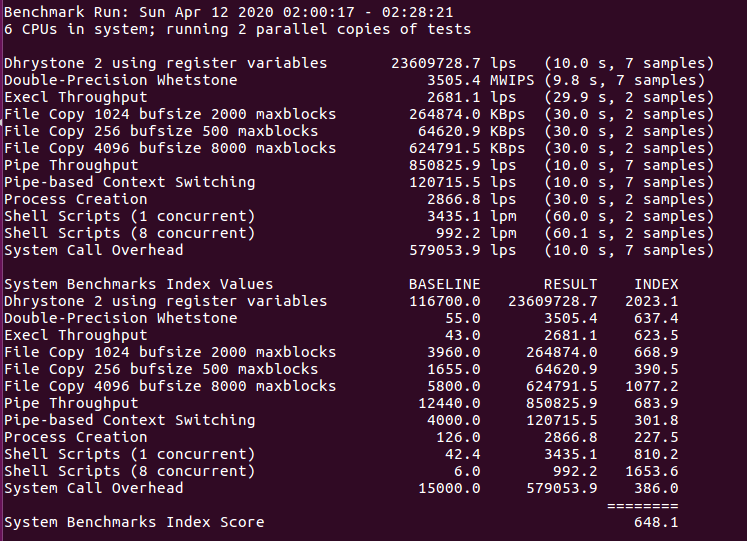 Benchmark Run: Sun Apr 12 2020 02:00:17 - 02:28:21
6 CPUs in system; running 2 parallel copies of tests
Dhrystone 2 using register variables 23609728.7 lps (10.0 s, 7 samples)
Double-Precision Whetstone 3505.4 MWIPS (9.8 s, 7 samples)
Execl Throughput 2681.1 lps (29.9 s, 2 samples)
File Copy 1024 bufsize 2000 maxblocks 264874.0 KBps (30.0 s, 2 samples)
File Copy 256 bufsize 500 maxblocks 64620.9 KBps (30.0 s, 2 samples)
File Copy 4096 bufsize 8000 maxblocks 624791.5 KBps (30.0 s, 2 samples)
Pipe Throughput 850825.9 lps (10.0 s, 7 samples)
Pipe-based Context Switching 120715.5 lps (10.0 s, 7 samples)
Process Creation 2866.8 lps (30.0 s, 2 samples)
Shell Scripts (1 concurrent) 3435.1 lpm (60.0 s, 2 samples)
Shell Scripts (8 concurrent) 992.2 lpm (60.1 s, 2 samples)
System Call Overhead 579053.9 lps (10.0 s, 7 samples)
System Benchmarks Index Values BASELINE RESULT INDEX
Dhrystone 2 using register variables 116700.0 23609728.7 2023.1
Double-Precision Whetstone 55.0 3505.4 637.4
Execl Throughput 43.0 2681.1 623.5
File Copy 1024 bufsize 2000 maxblocks 3960.0 264874.0 668.9
File Copy 256 bufsize 500 maxblocks 1655.0 64620.9 390.5
File Copy 4096 bufsize 8000 maxblocks 5800.0 624791.5 1077.2
Pipe Throughput 12440.0 850825.9 683.9
Pipe-based Context Switching 4000.0 120715.5 301.8
Process Creation 126.0 2866.8 227.5
Shell Scripts (1 concurrent) 42.4 3435.1 810.2
Shell Scripts (8 concurrent) 6.0 992.2 1653.6
System Call Overhead 15000.0 579053.9 386.0
========
System Benchmarks Index Score 648.1